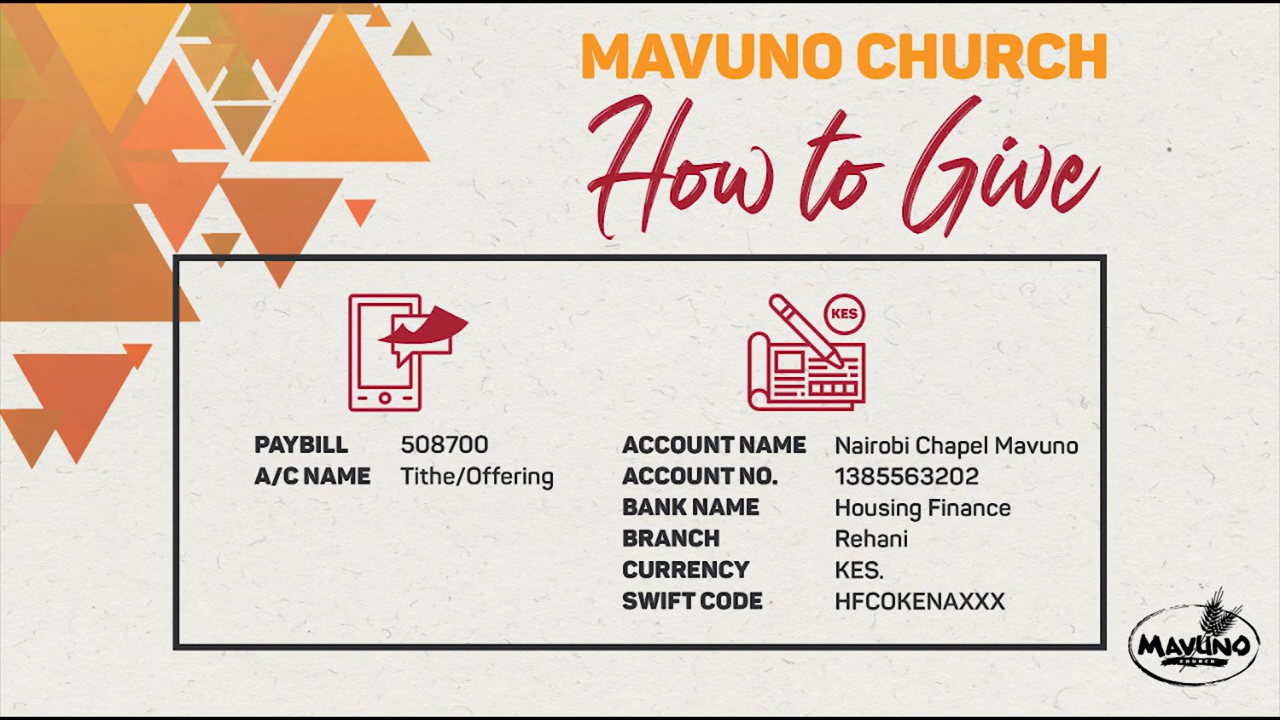 MAVUNO CHURCH
How to Give
KES
PAYBILL 508700
A/C NAME Tithe/Offering
ACCOUNT NAME Nairobi Chapel Mavuno
ACCOUNT NO. 1385563202
BANK NAME Housing Finance
BRANCH Rehani
CURRENCY KES.
SWIFT CODE HFCOKENAXXX
MAVUNO
CHURCH